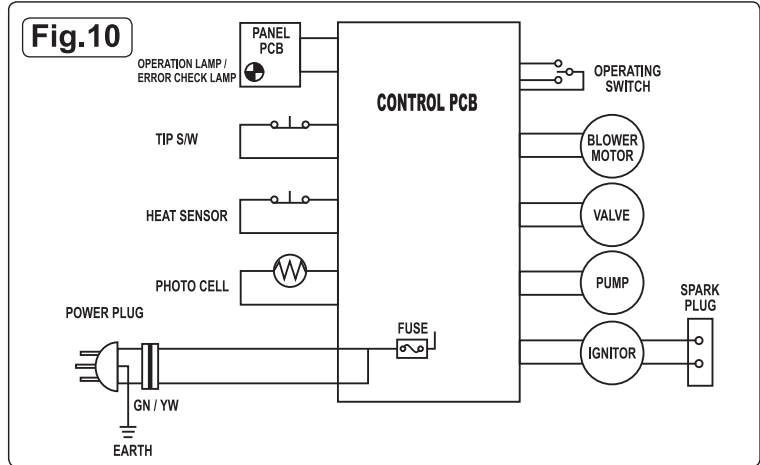 Fig.10
PANEL
PCB
OPERATION LAMP /
ERROR CHECK LAMP
TIP S/W
HEAT SENSOR
PHOTO CELL
POWER PLUG
GN / YW
EARTH
CONTROL PCB
FUSE
OPERATING
SWITCH
BLOWER
MOTOR
VALVE
PUMP
SPARK
PLUG
IGNITOR